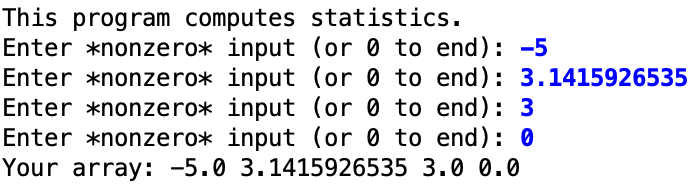 This program computes statistics.
Enter *nonzero* input (or 0 to end): -5
Enter *nonzero* input (or 0 to end): 3.1415926535
Enter *nonzero* input (or 0 to end): 3
Enter *nonzero* input (or 0 to end): 0
Your array: -5.0 3.1415926535 3.0 0.0